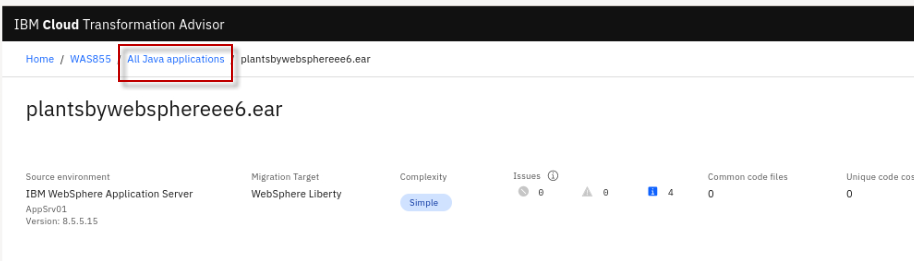 IBM Cloud Transformation Advisor
Home / WAS855 / All Java applications / plantsbywebsphereee6.ear
plantsbywebsphereee6.ear
Source environment Migration Target Complexity Issues Common code files Unique code cos
IBM WebSphere Application Server WebSphere Liberty Simple 0 0 4 0 0
AppSrv01
Version: 8.5.5.15